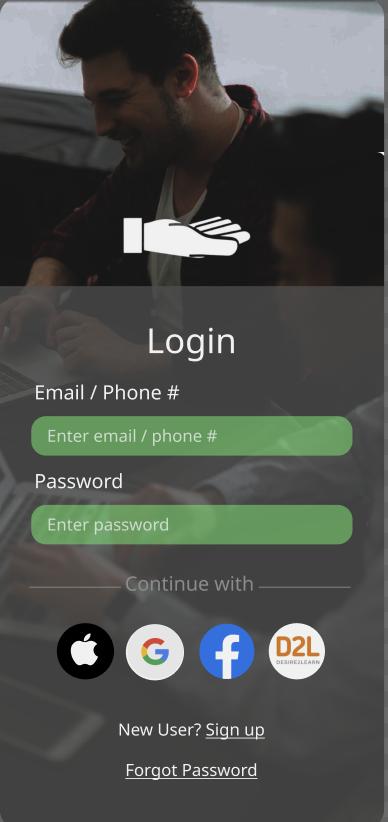 Login
Email / Phone #
Enter email / phone #
Password
Enter password
Continue with
D2L
DESIRE2LEARN
New User? Sign up
Forgot Password